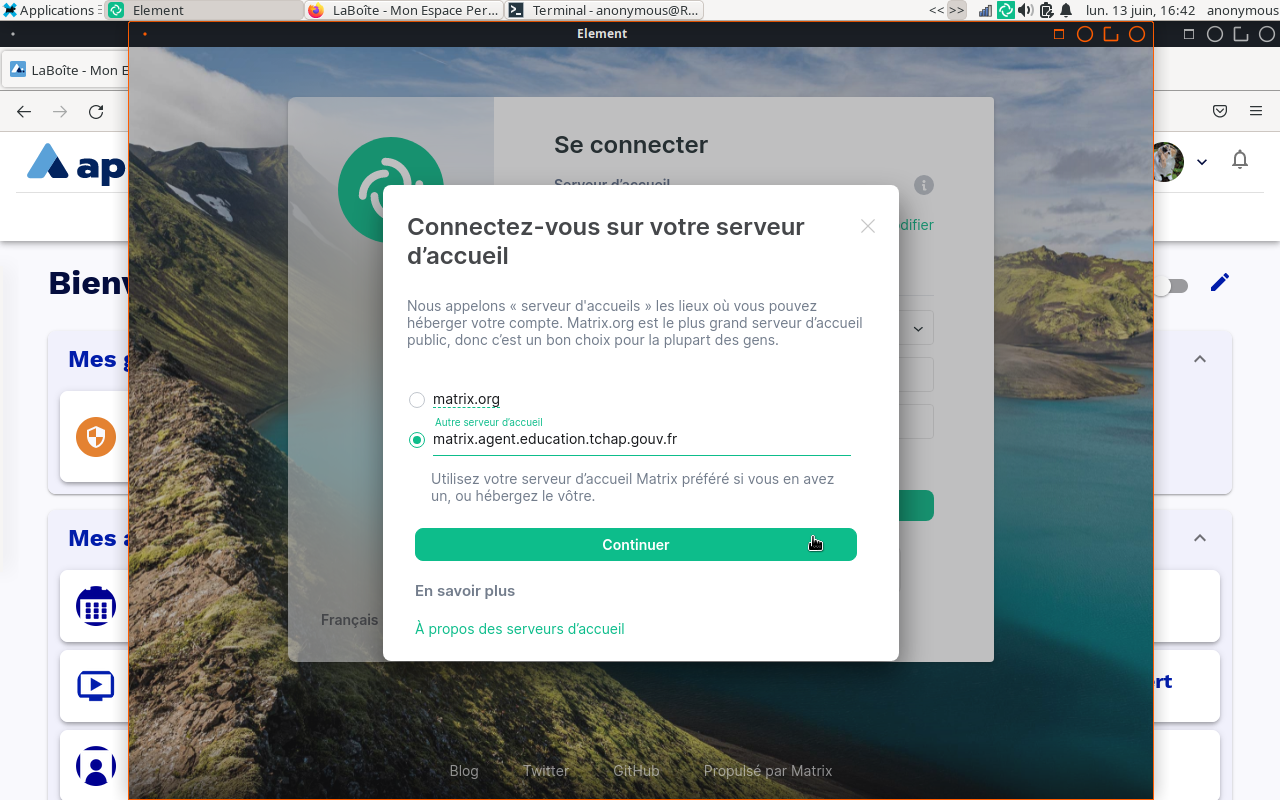 Applications
Element
LaBoîte - Mon Espace Per...
Terminal - anonymous@R...
<< >>
lun. 13 juin, 16:42
anonymous
Element
LaBoîte - Mon E
ap
Bienv
Mes
Mes
ert
Se connecter
Serveur d’accueil
difier
Connectez-vous sur votre serveur
d’accueil
Nous appelons « serveur d'accueils » les lieux où vous pouvez
héberger votre compte. Matrix.org est le plus grand serveur d’accueil
public, donc c’est un bon choix pour la plupart des gens.
matrix.org
Autre serveur d’accueil
matrix.agent.education.tchap.gouv.fr
Utilisez votre serveur d’accueil Matrix préféré si vous en avez
un, ou hébergez le vôtre.
Continuer
En savoir plus
À propos des serveurs d’accueil
Français
Blog
Twitter
GitHub
Propulsé par Matrix